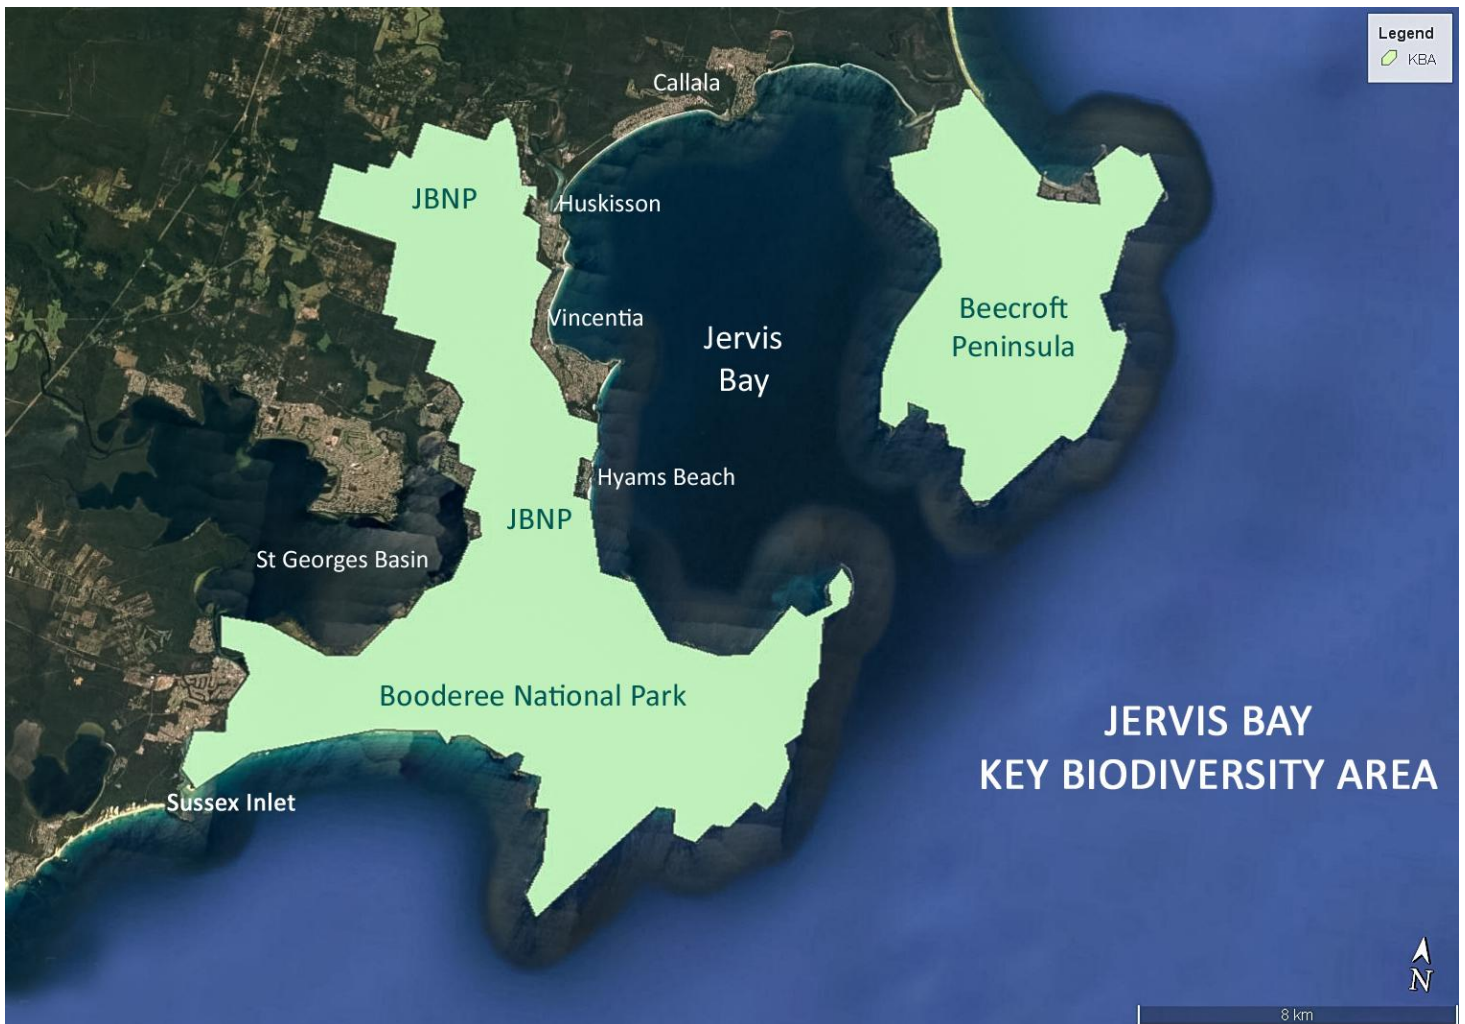 Legend
KBA
Callala
JBNP
Huskisson
Vincentia
Beecroft
Peninsula
Jervis
Bay
Hyams Beach
JBNP
St Georges Basin
Booderee National Park
JERVIS BAY
KEY BIODIVERSITY AREA
Sussex Inlet
N
8 km